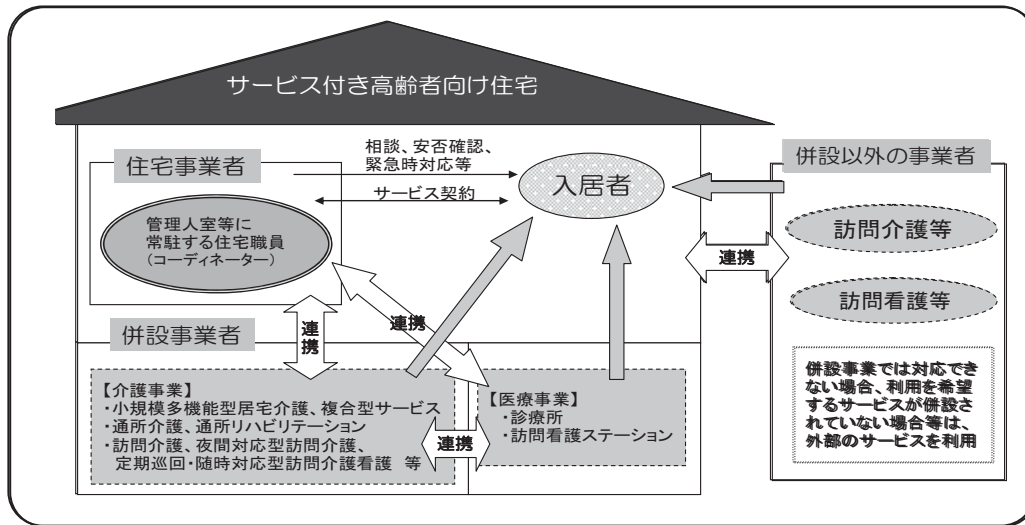 サービス付き高齢者向け住宅
住宅事業者
管理人室等に
常駐する住宅職員
(コーディネーター)
相談、安否確認、
緊急時対応等
サービス契約
入居者
併設以外の事業者
訪問介護等
訪問看護等
連携
併設事業では対応でき
ない場合、利用を希望
するサービスが併設さ
れていない場合等は、
外部のサービスを利用
併設事業者
連携
連携
【介護事業】
・小規模多機能型居宅介護、複合型サービス
・通所介護、通所リハビリテーション
・訪問介護、夜間対応型訪問介護、
定期巡回・随時対応型訪問介護看護 等
連携
【医療事業】
・診療所
・訪問看護ステーション